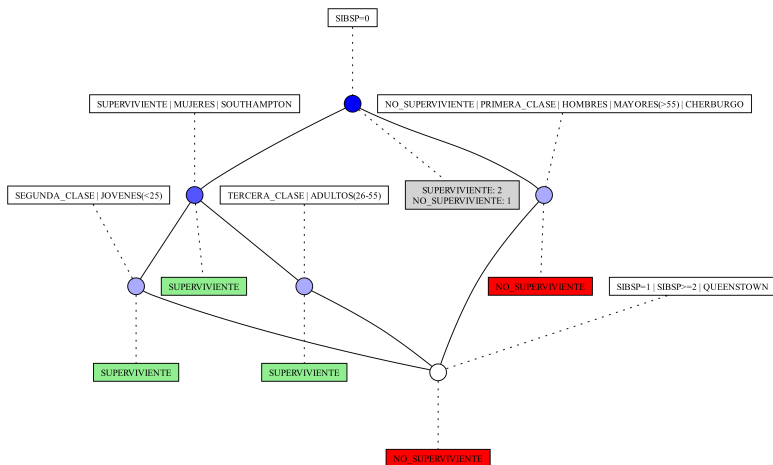 SIBSP=0
SUPERVIVIENTE | MUJERES | SOUTHAMPTON
NO_SUPERVIVIENTE | PRIMERA_CLASE | HOMBRES | MAYORES(>55) | CHERBURGO
SEGUNDA_CLASE | JOVENES(<25)
TERCERA_CLASE | ADULTOS(26-55)
SUPERVIVIENTE: 2
NO_SUPERVIVIENTE: 1
SUPERVIVIENTE
NO_SUPERVIVIENTE
SIBSP=1 | SIBSP>=2 | QUEENSTOWN
SUPERVIVIENTE
SUPERVIVIENTE
NO_SUPERVIVIENTE